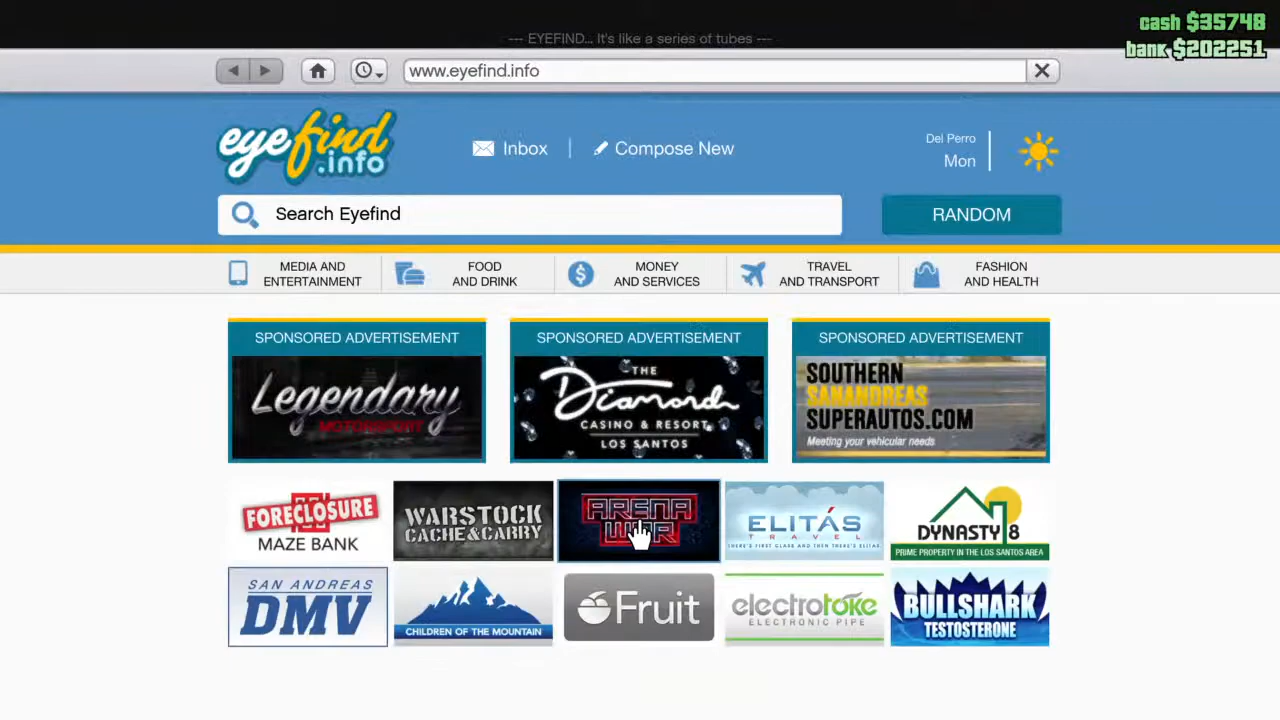 cash $35748
--- EYEFIND... It's like a series of tubes ---
bank $202251
www.eyefind.info
eyefind
.info
Inbox
Compose New
Del Perro
Mon
Search Eyefind
RANDOM
MEDIA AND
ENTERTAINMENT
FOOD
AND DRINK
MONEY
AND SERVICES
TRAVEL
AND TRANSPORT
FASHION
AND HEALTH
SPONSORED ADVERTISEMENT
Legendary
MOTORSPORT
SPONSORED ADVERTISEMENT
THE
Diamond
CASINO & RESORT
LOS SANTOS
SPONSORED ADVERTISEMENT
SOUTHERN
SANANDREAS
SUPERAUTOS.COM
Meeting your vehicular needs
FORECLOSURE
MAZE BANK
WARSTOCK
CACHE&CARRY
ARENA
WAR
ELITÁS
TRAVEL
THERE'S FIRST CLASS AND THEN THERE'S ELITAS
DYNASTY 8
PRIME PROPERTY IN THE LOS SANTOS AREA
SAN ANDREAS
DMV
CHILDREN OF THE MOUNTAIN
Fruit
electrotoke
ELECTRONIC PIPE
BULLSHARK
TESTOSTERONE